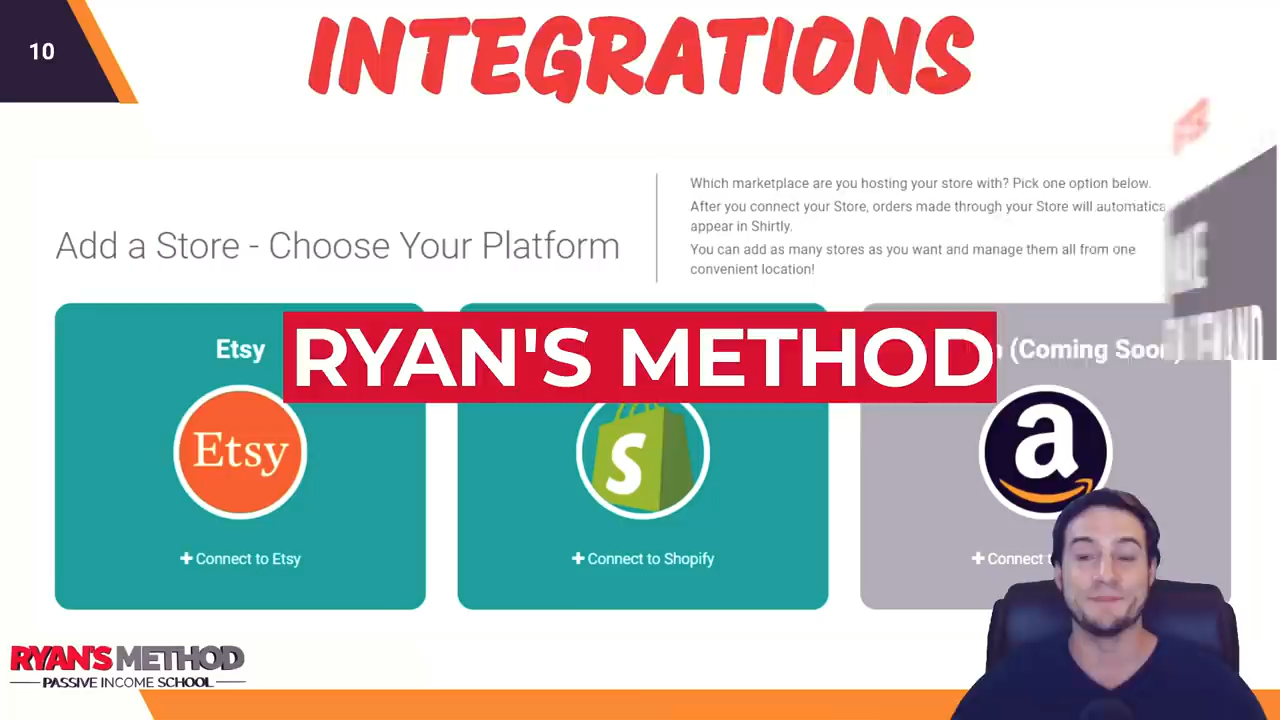 10
INTEGRATIONS
Which marketplace are you hosting your store with? Pick one option below.
After you connect your Store, orders made through your Store will
appear in Shirtly.
You can add as many stores as you want and manage them all from one
convenient location!
Add a Store - Choose Your Platform
Etsy
(Coming Soon)
RYAN'S METHOD
Etsy
S
a
+ Connect to Etsy
+ Connect to Shopify
+ Connect
RYAN'S METHOD
PASSIVE INCOME SCHOOL